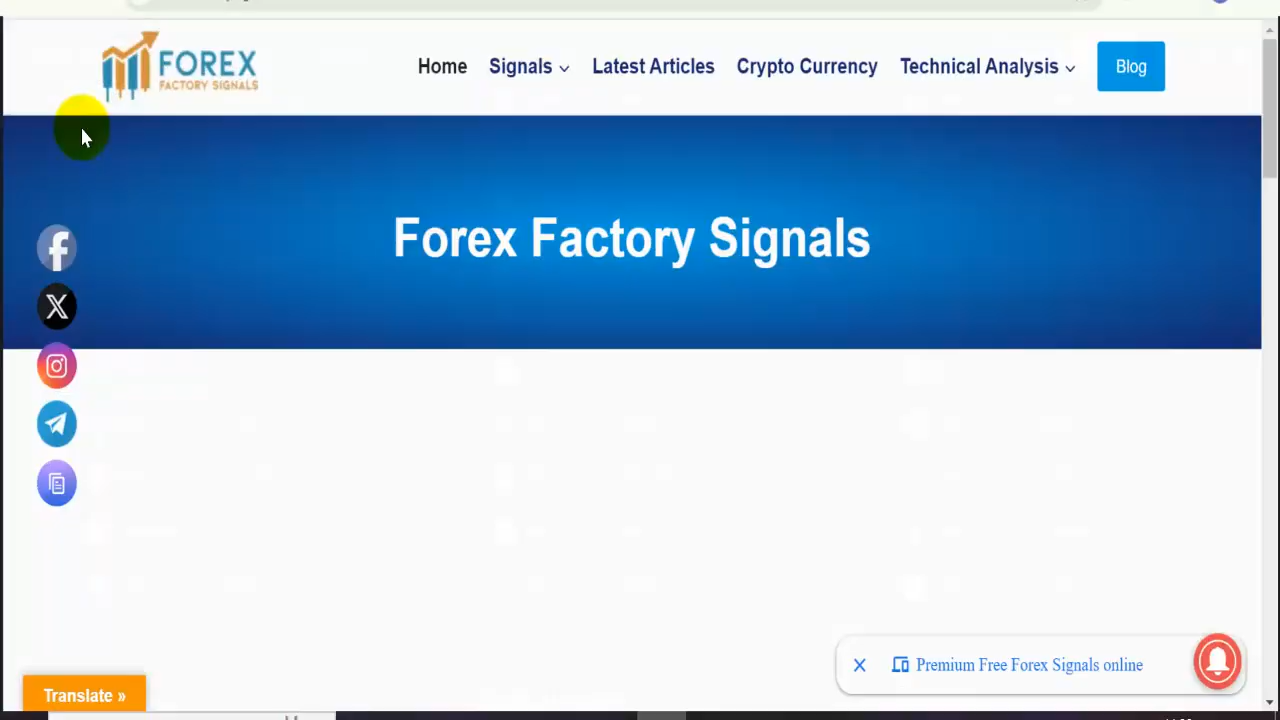 FOREX
FACTORY SIGNALS
Home Signals Latest Articles Crypto Currency Technical Analysis Blog
Forex Factory Signals
Premium Free Forex Signals online
Translate »